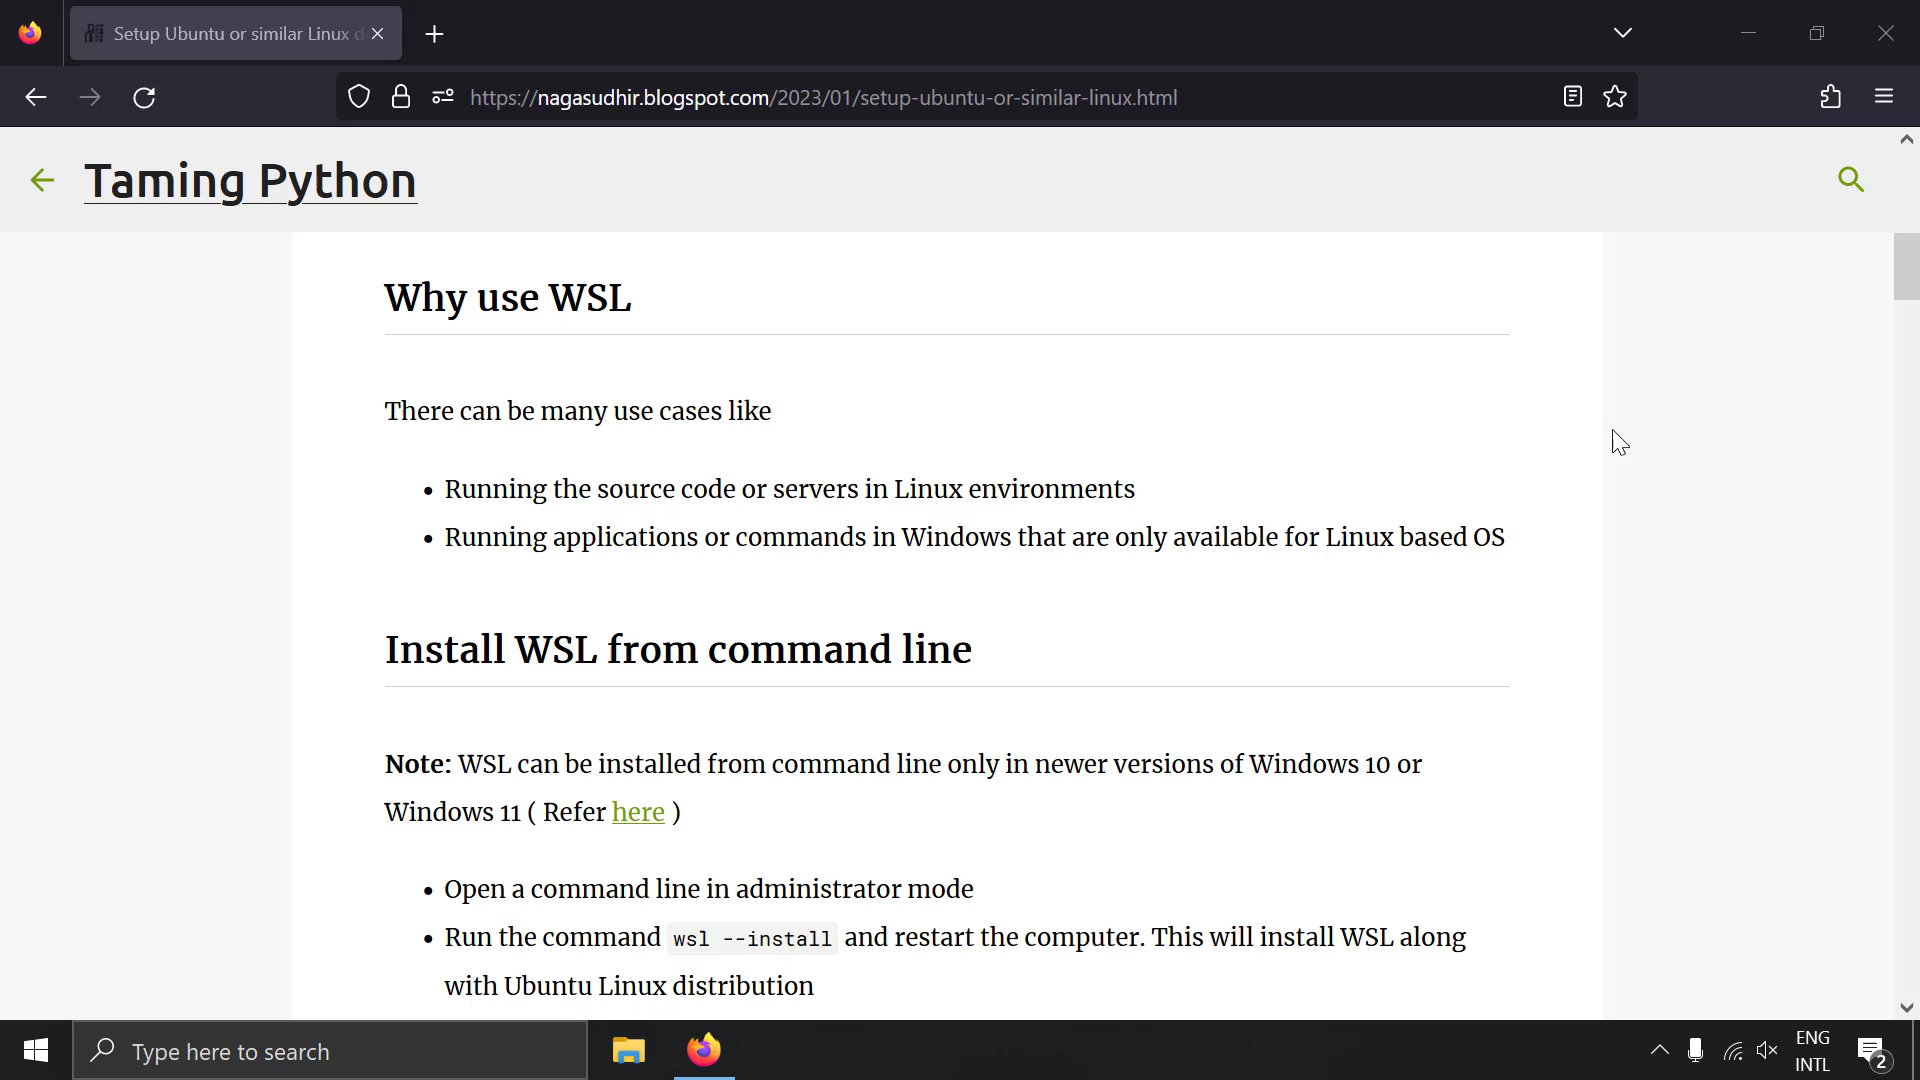 Setup Ubuntu or similar Linux d
https://nagasudhir.blogspot.com/2023/01/setup-ubuntu-or-similar-linux.html
Taming Python
Why use WSL
There can be many use cases like
• Running the source code or servers in Linux environments
• Running applications or commands in Windows that are only available for Linux based OS
Install WSL from command line
Note: WSL can be installed from command line only in newer versions of Windows 10 or
Windows 11 ( Refer here )
• Open a command line in administrator mode
• Run the command wsl --install and restart the computer. This will install WSL along
with Ubuntu Linux distribution
Type here to search
ENG
INTL
2